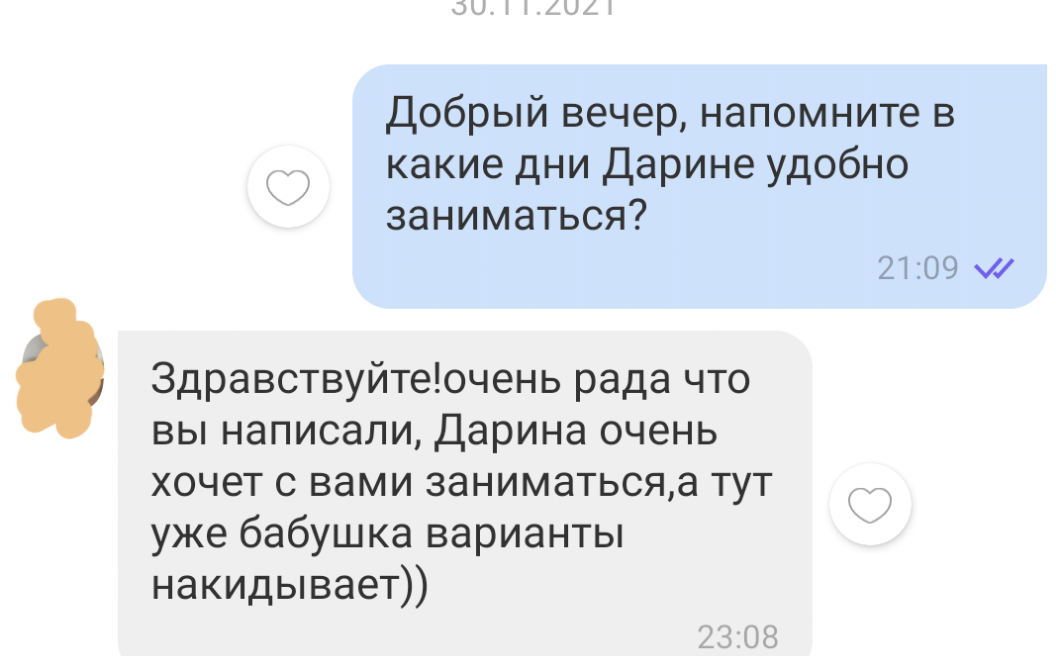 30.11.2021
Добрый вечер, напомните в
какие дни Дарине удобно
заниматься?
21:09
Здравствуйте!очень рада что
вы написали, Дарина очень
хочет с вами заниматься,а тут
уже бабушка варианты
накидывает))
23:08